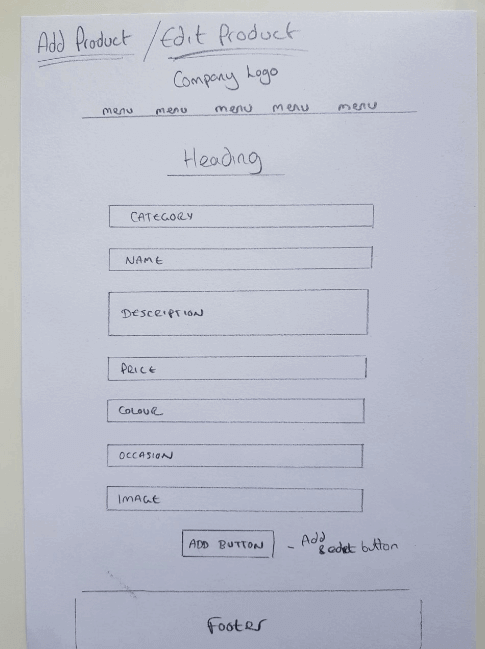 Add Product / Edit Product
Company Logo
menu menu menu menu menu
Heading
CATEGORY
NAME
DESCRIPTION
PRICE
COLOUR
OCCASION
IMAGE
ADD BUTTON - Add
& edit button
Footer